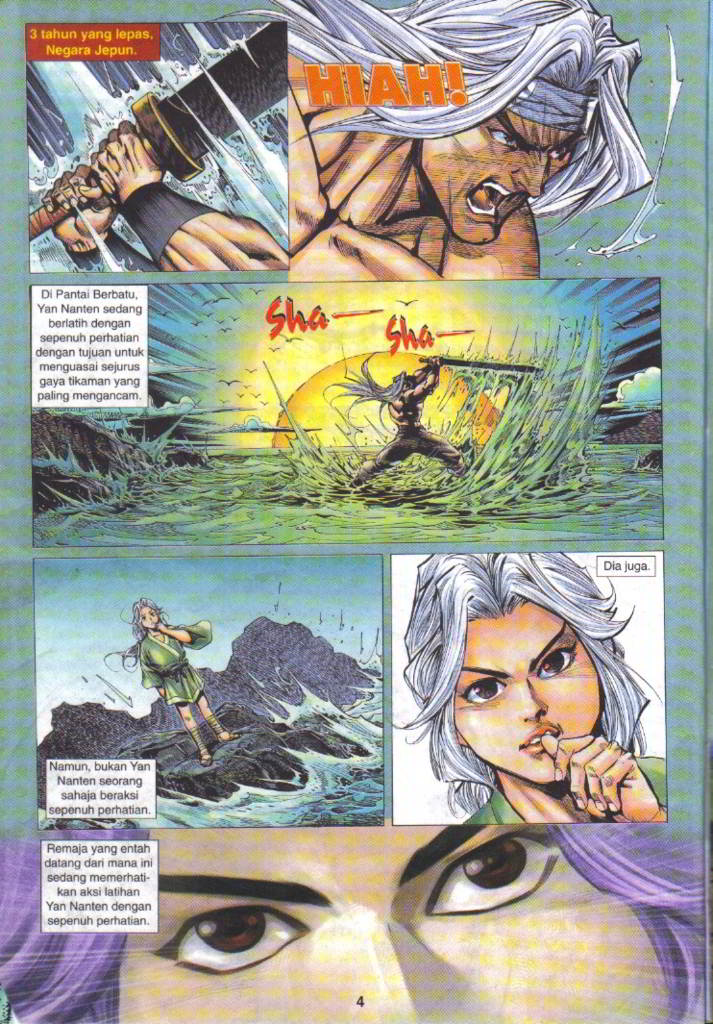 3 tahun yang lepas,
Negara Jepun.
HIAH!
Di Pantai Berbatu,
Yan Nanten sedang
berlatih dengan
sepenuh perhatian
dengan tujuan untuk
menguasai sejurus
gaya tikaman yang
paling mengancam.
Sha—
Sha—
Namun, bukan Yan
Nanten seorang
sahaja beraksi
sepenuh perhatian.
Dia juga.
Remaja yang entah
datang dari mana ini
sedang memerhati-
kan aksi latihan
Yan Nanten dengan
sepenuh perhatian.
4